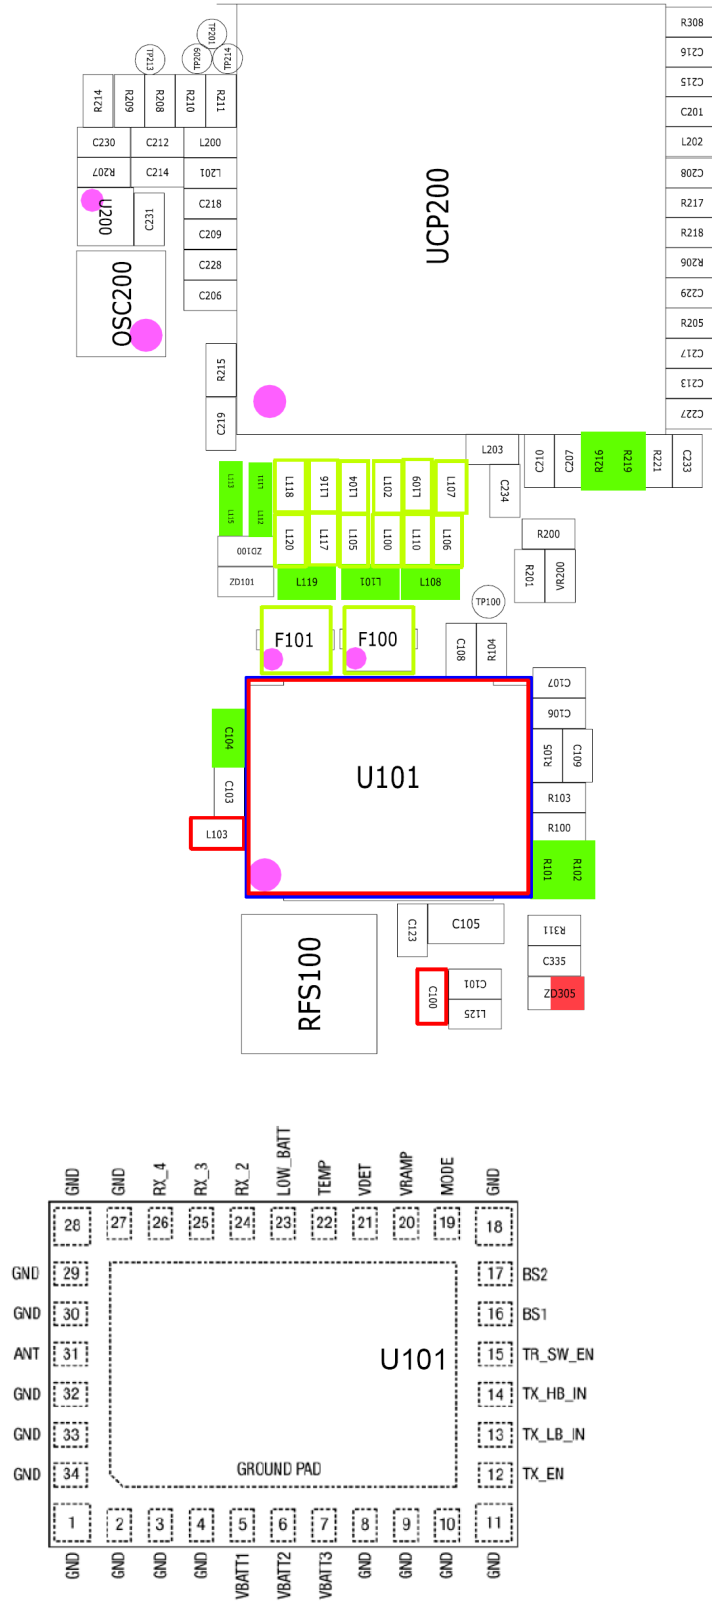 R308
C216
C215
C201
L202
C208
R217
R218
R206
C229
R205
C217
C213
C227
TP201
TP213
TP209
TP214
R214
R209
R208
R210
R211
C230
C212
L200
R207
C214
L201
U200
C231
C218
C209
C228
C206
OSC200
UCP200
R215
C219
L203
C234
C210
C207
R216
R219
R221
C233
L113
L111
L118
L116
L104
L102
L109
L107
L115
L112
L120
L117
L105
L100
L110
L106
ZD100
ZD101
L119
L101
L108
R200
R201
VR200
TP100
F101
F100
C108
R104
C107
C106
R105
C109
R103
R100
R101
R102
C104
C103
L103
U101
RFS100
C123
C105
C100
C101
L125
R311
C335
ZD305
GND
GND
RX_4
RX_3
RX_2
LOW_BATT
TEMP
VDET
VRAMP
MODE
GND
28 27 26 25 24 23 22 21 20 19 18
GND 29 17 BS2
GND 30 16 BS1
ANT 31 U101 15 TR_SW_EN
GND 32 14 TX_HB_IN
GND 33 13 TX_LB_IN
GND 34 GROUND PAD 12 TX_EN
1 2 3 4 5 6 7 8 9 10 11
GND
GND
GND
GND
VBATT1
VBATT2
VBATT3
GND
GND
GND
GND